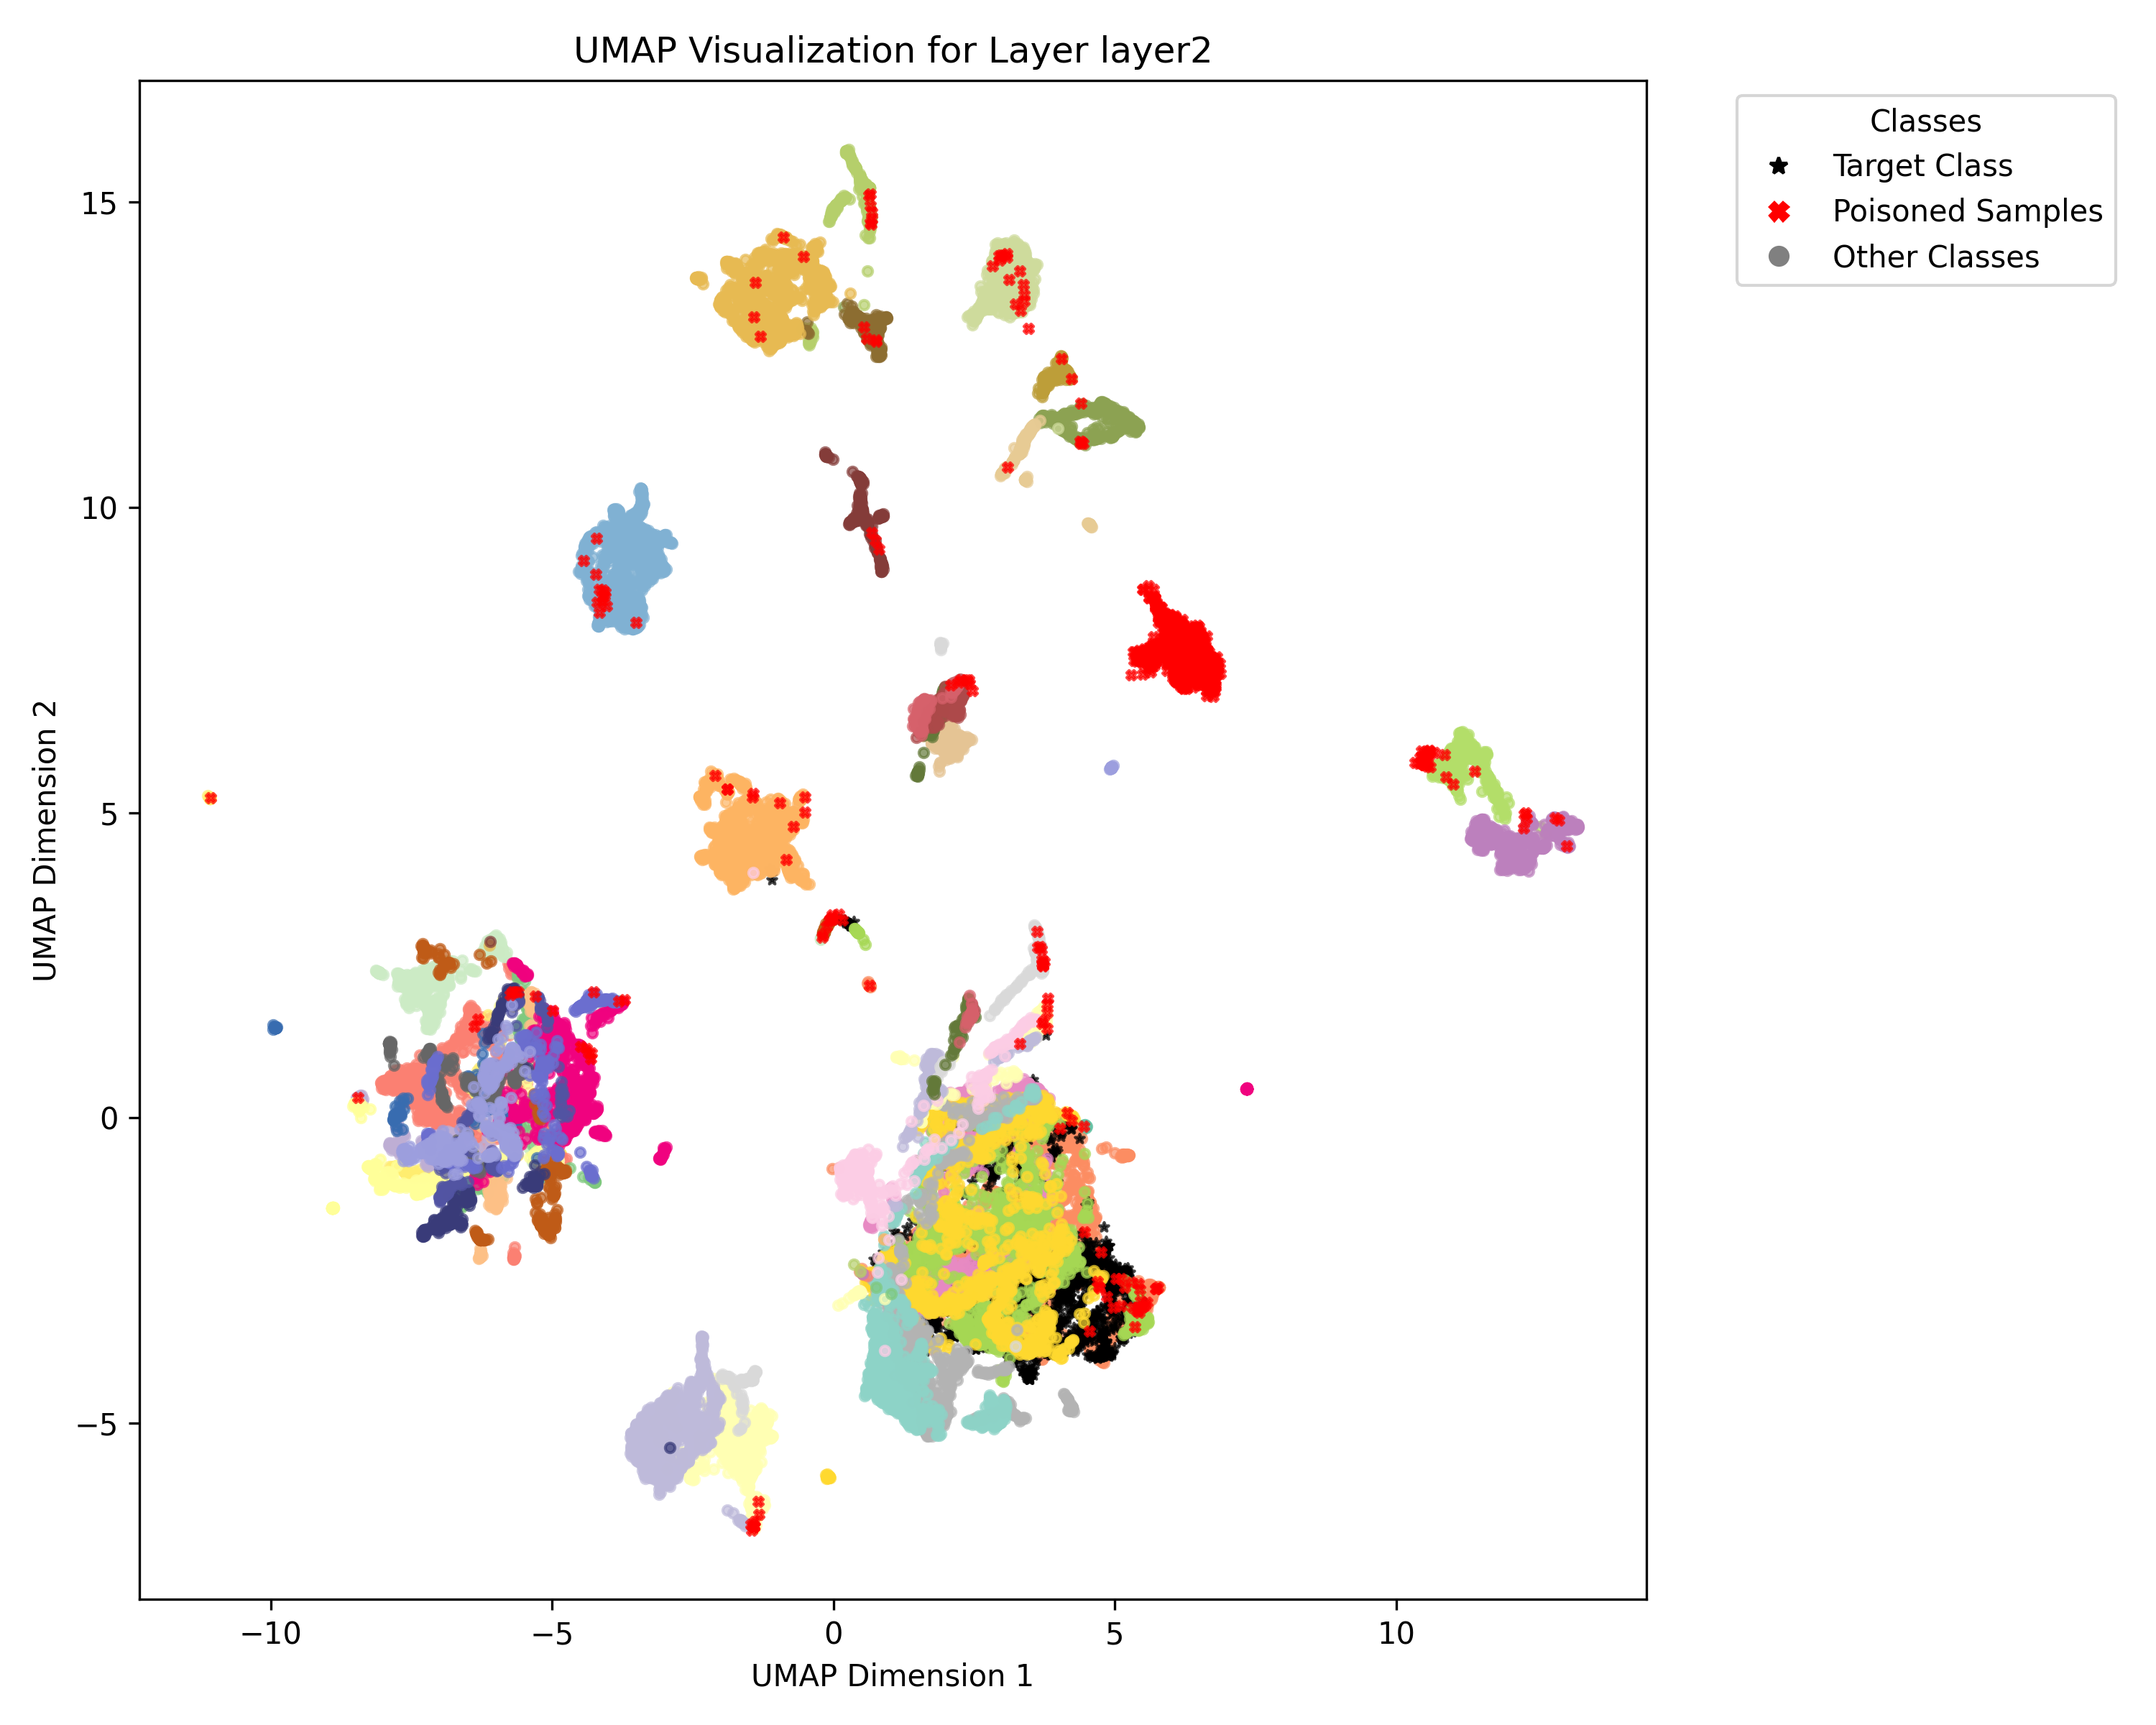 UMAP Visualization for Layer layer2
Classes
Target Class
Poisoned Samples
Other Classes
15
10
5
0
−5
UMAP Dimension 2
−10
−5
0
5
10
UMAP Dimension 1